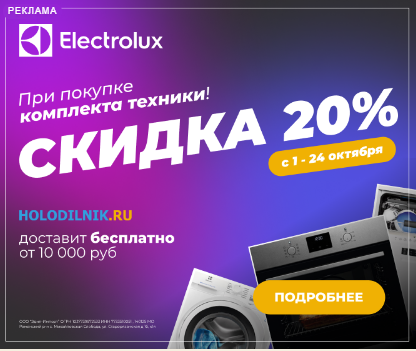 РЕКЛАМА
Electrolux
При покупке
комплекта техники!
СКИДКА 20%
с 1 - 24 октября
HOLODILNIK.RU
доставит бесплатно
от 10 000 руб
ПОДРОБНЕЕ